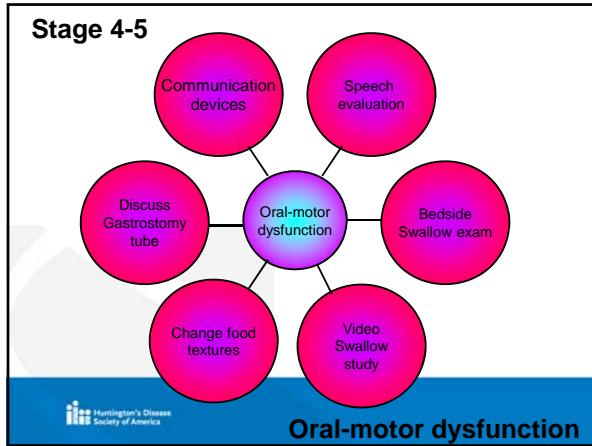 Stage 4-5
Communication
devices
Speech
evaluation
Discuss
Gastrostomy
tube
Oral-motor
dysfunction
Bedside
Swallow exam
Change food
textures
Video
Swallow
study
Huntington's Disease
Society of America
Oral-motor dysfunction